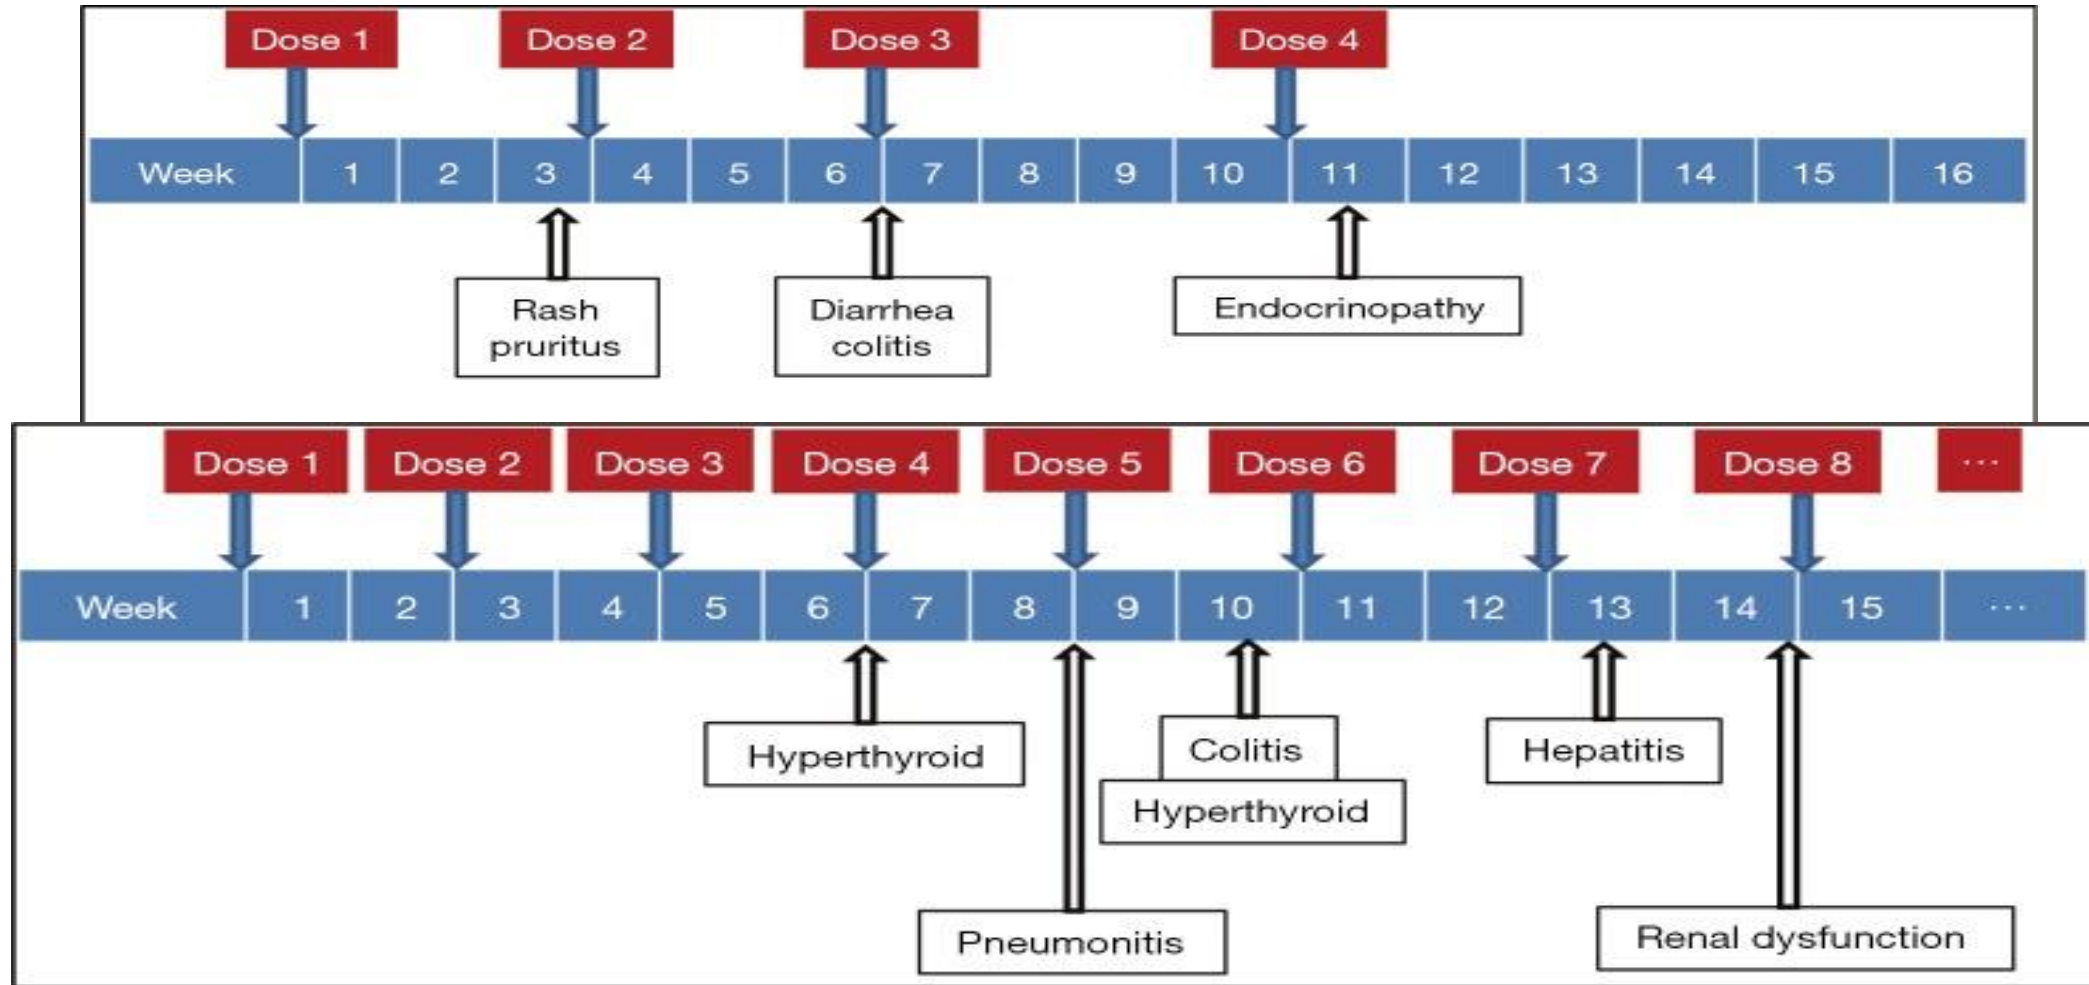 Dose 1 Dose 2 Dose 3 Dose 4
Week 1 2 3 4 5 6 7 8 9 10 11 12 13 14 15 16
Rash
pruritus
Diarrhea
colitis
Endocrinopathy
Dose 1 Dose 2 Dose 3 Dose 4 Dose 5 Dose 6 Dose 7 Dose 8 ...
Week 1 2 3 4 5 6 7 8 9 10 11 12 13 14 15 ...
Hyperthyroid
Colitis
Hyperthyroid
Hepatitis
Pneumonitis
Renal dysfunction